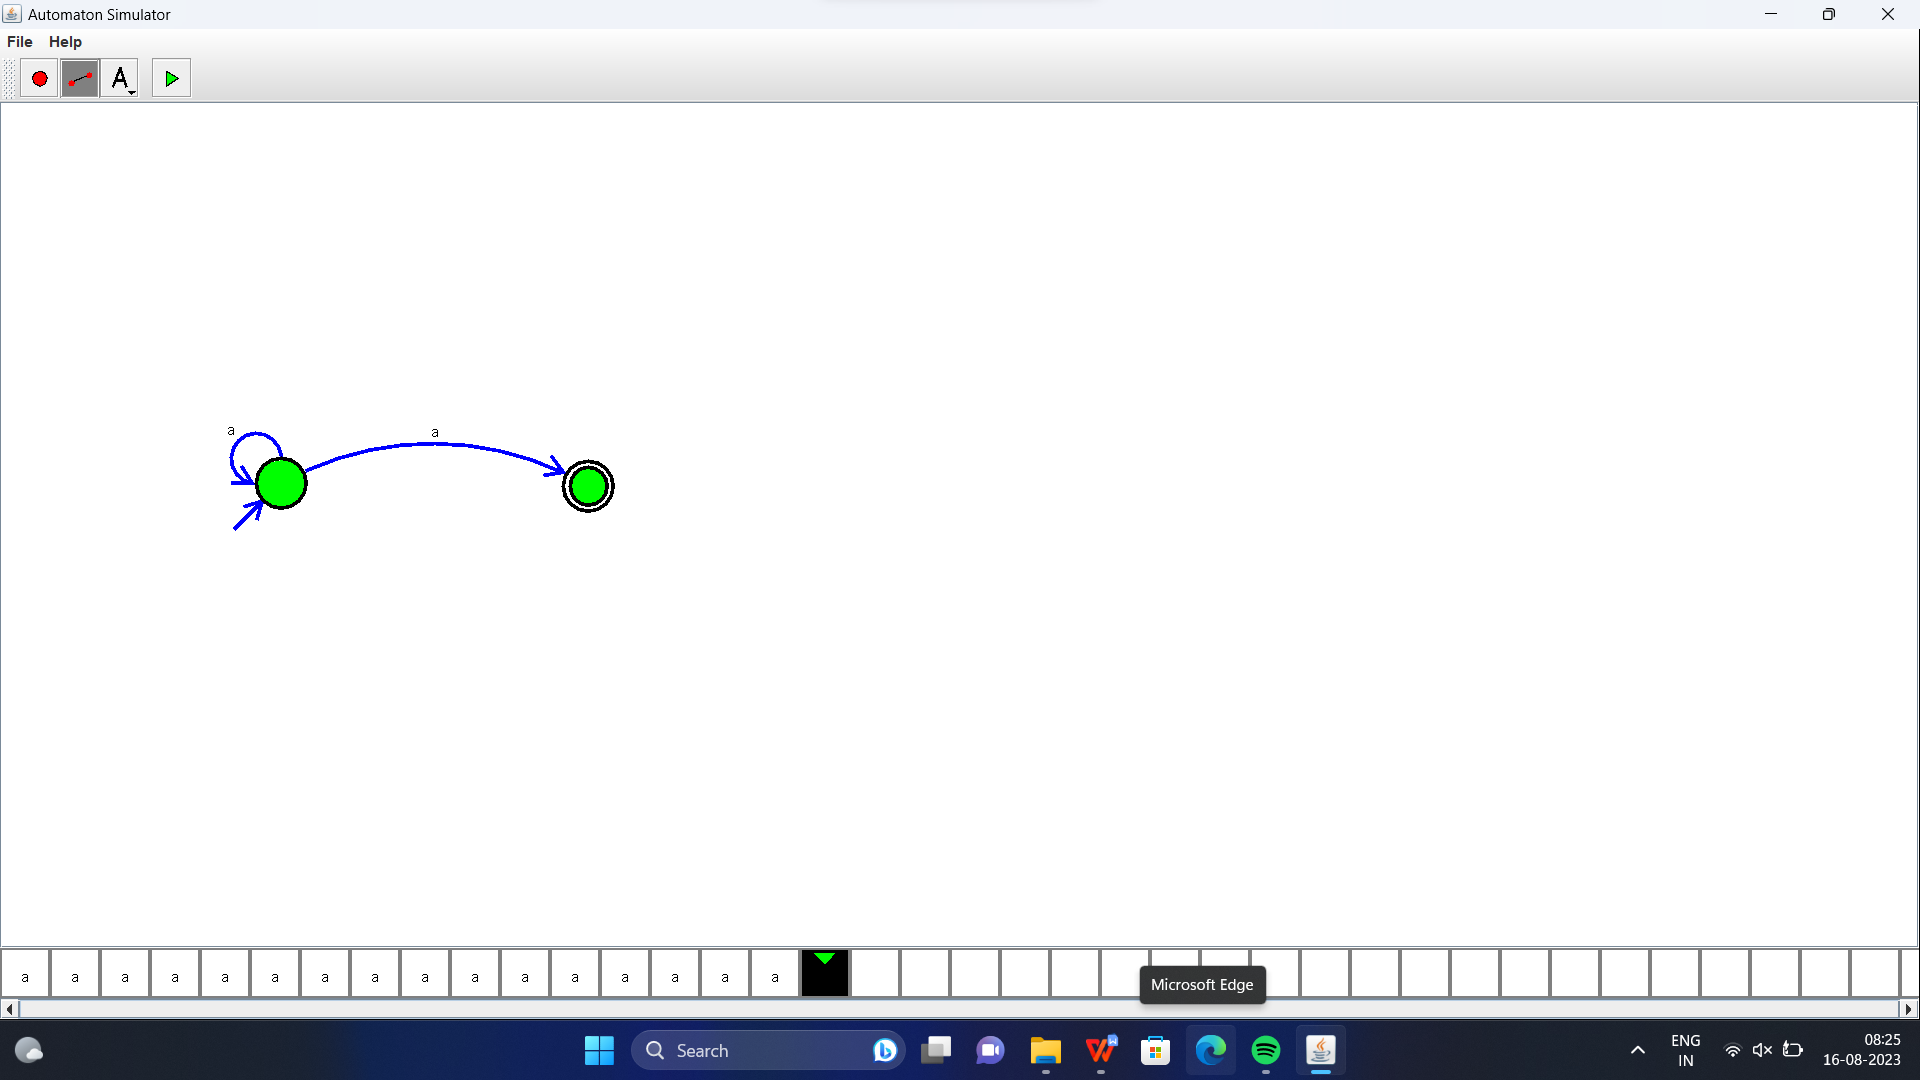 Automaton Simulator
File Help
A
a
a
a a a a a a a a a a a a a a a a
Microsoft Edge
Search
ENG
IN
08:25
16-08-2023